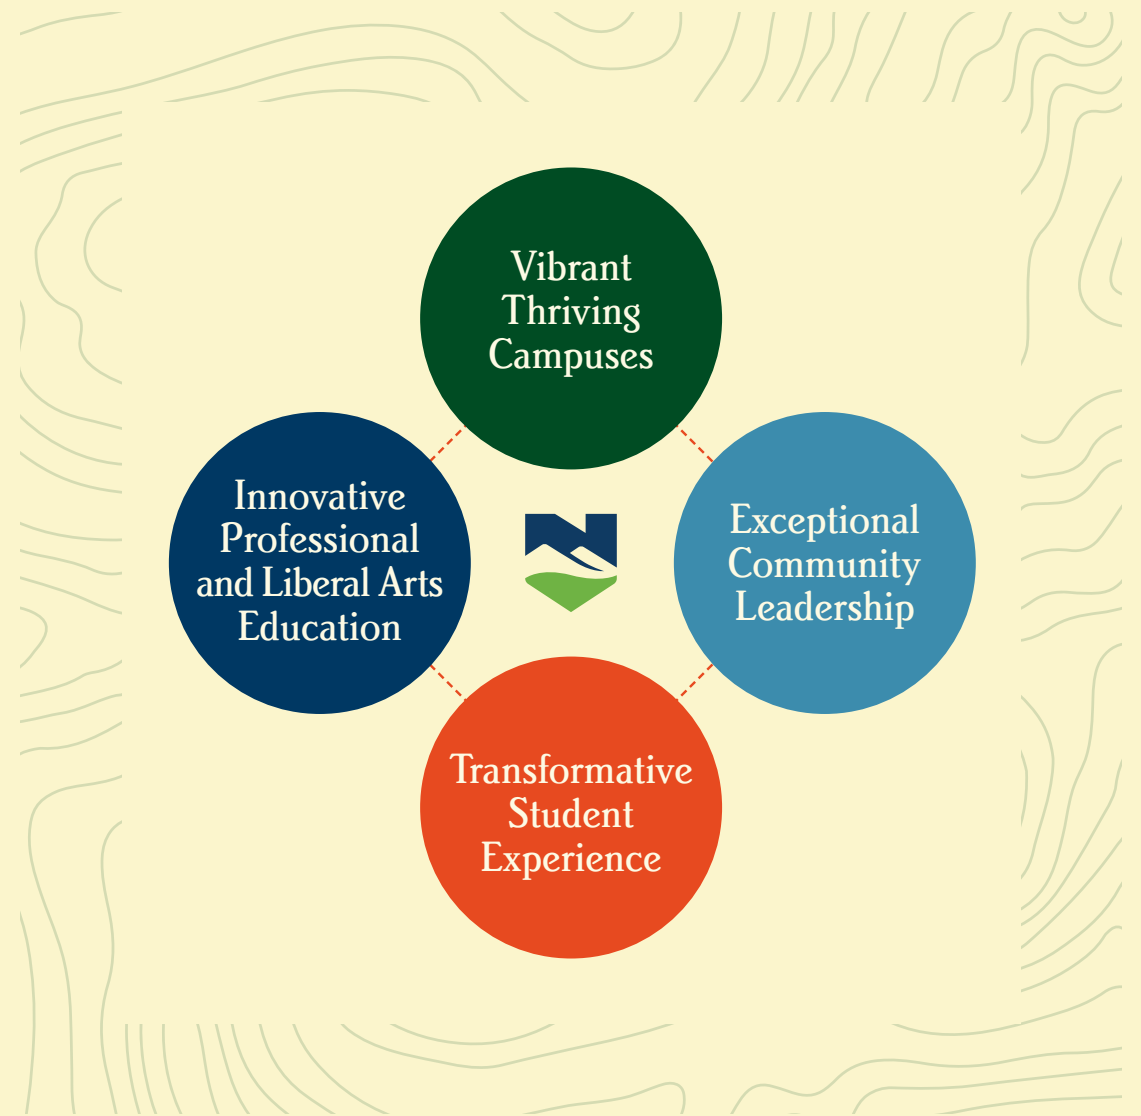 Vibrant
Thriving
Campuses
Innovative
Professional
and Liberal Arts
Education
Exceptional
Community
Leadership
Transformative
Student
Experience